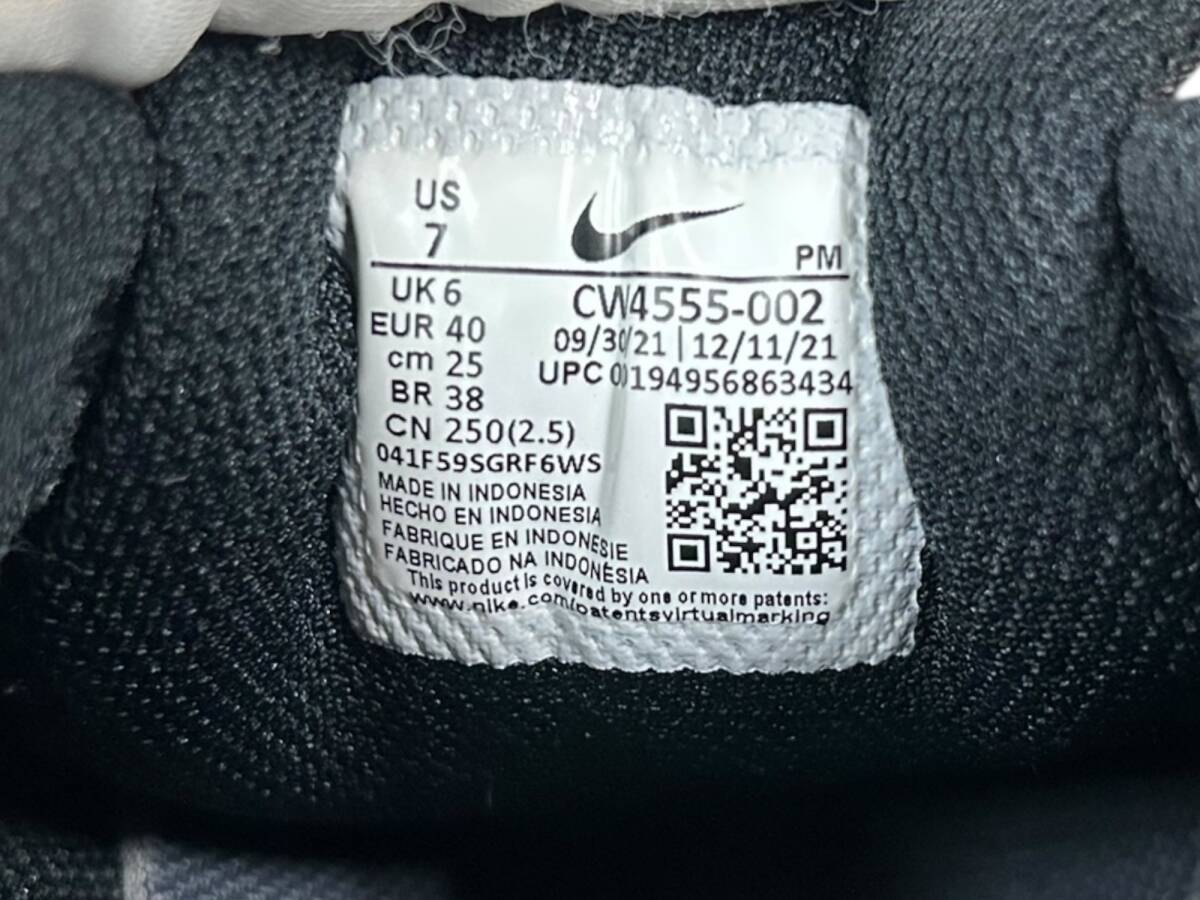 US
7
PM
UK 6
EUR 40
cm 25
BR 38
CN 250(2.5)
CW4555-002
09/30/21 | 12/11/21
UPC 00194956863434
041F59SGRF6WS
MADE IN INDONESIA
HECHO EN INDONESIA
FABRIQUE EN INDONESIE
FABRICADO NA INDONÉSIA
This product is covered by one or more patents:
www.nike.com/patentsvirtualmarking